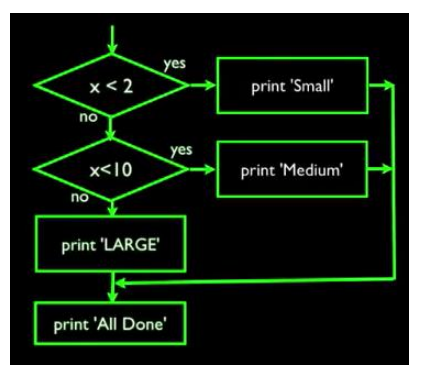 yes
x < 2
print 'Small'
no
yes
x<10
print 'Medium'
no
print 'LARGE'
print 'All Done'